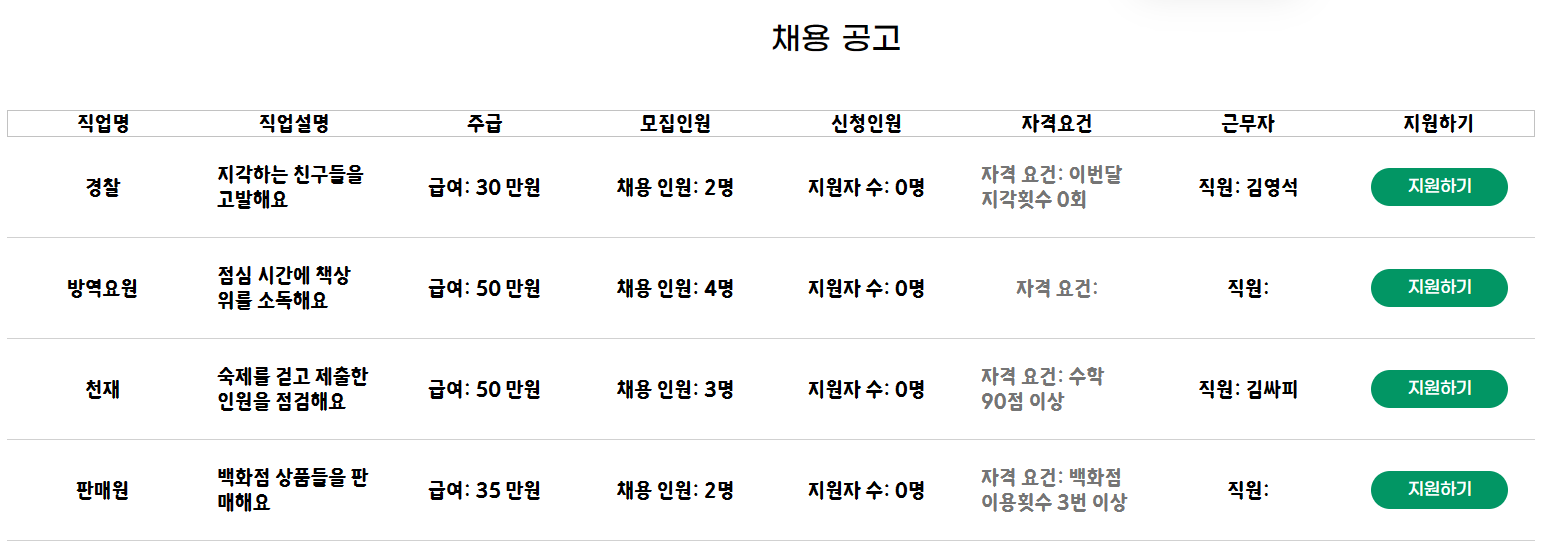 채용 공고
직업명 직업설명 주급 모집인원 신청인원 자격요건 근무자 지원하기
경찰
지각하는 친구들을
고발해요
급여: 30 만원
채용 인원: 2명
지원자 수: 0명
자격 요건: 이번달
지각횟수 0회
직원: 김영석
지원하기
방역요원
점심 시간에 책상
위를 소독해요
급여: 50 만원
채용 인원: 4명
지원자 수: 0명
자격 요건:
직원:
지원하기
천재
숙제를 걷고 제출한
인원을 점검해요
급여: 50 만원
채용 인원: 3명
지원자 수: 0명
자격 요건: 수학
90점 이상
직원: 김싸피
지원하기
판매원
백화점 상품들을 판
매해요
급여: 35 만원
채용 인원: 2명
지원자 수: 0명
자격 요건: 백화점
이용횟수 3번 이상
직원:
지원하기